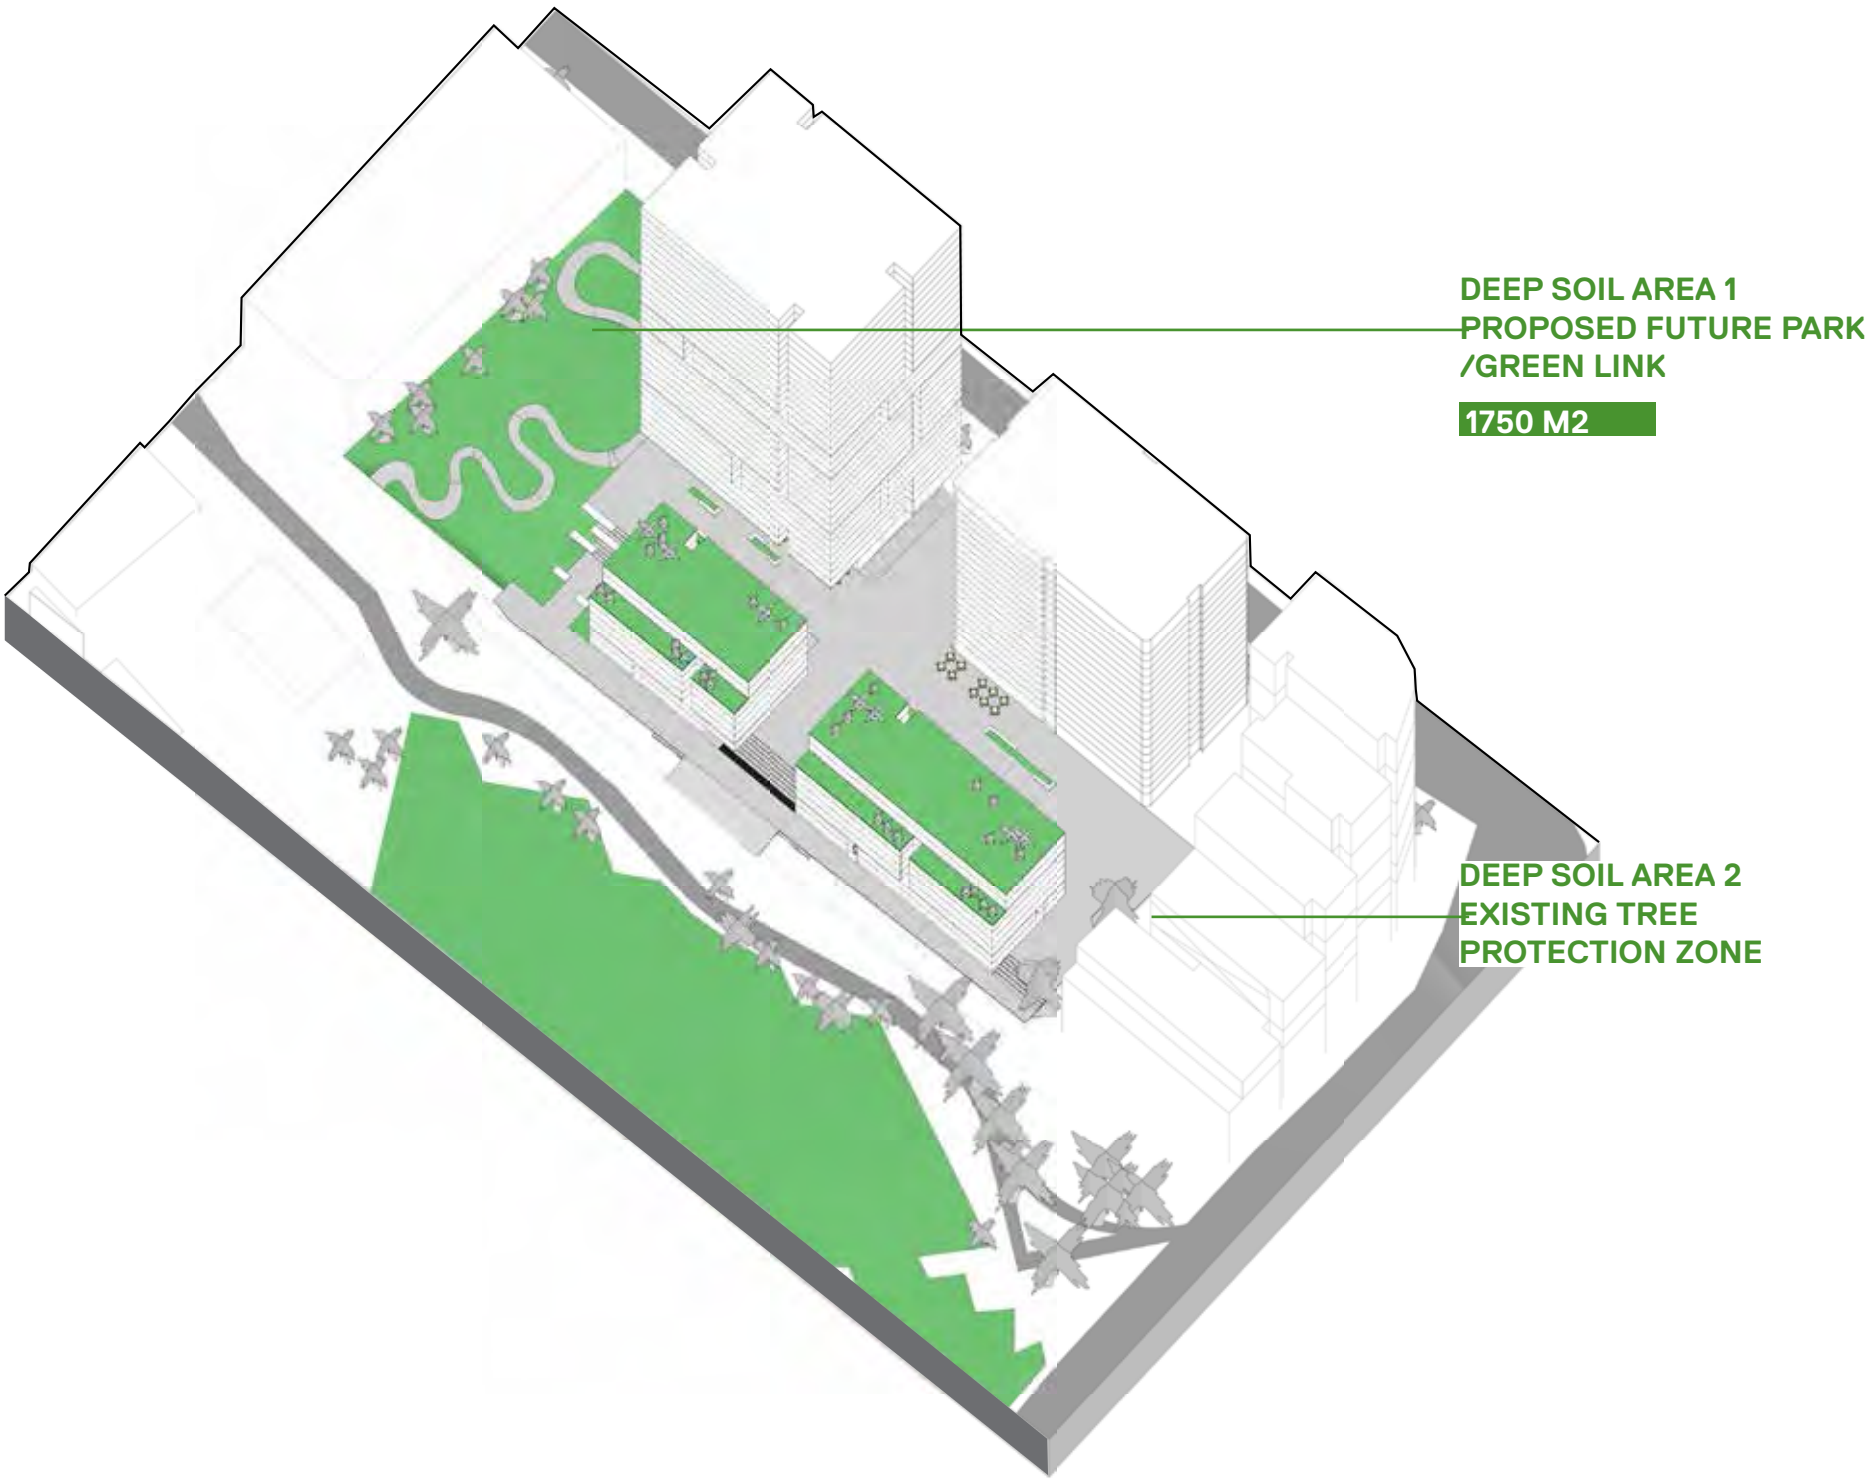 DEEP SOIL AREA 1
PROPOSED FUTURE PARK
/GREEN LINK
1750 M2
DEEP SOIL AREA 2
EXISTING TREE
PROTECTION ZONE